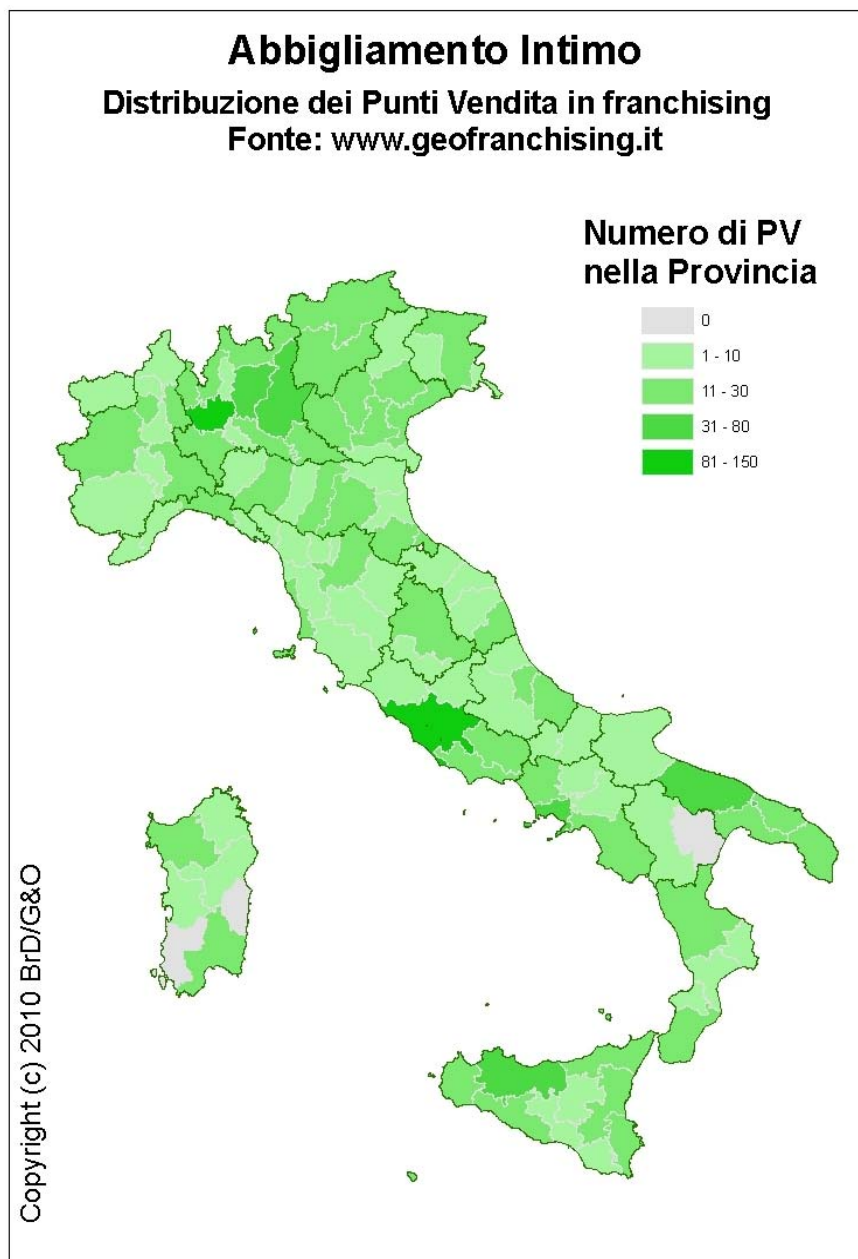 Abbigliamento Intimo
Distribuzione dei Punti Vendita in franchising
Fonte: www.geofranchising.it
Numero di PV
nella Provincia
0
1 - 10
11 - 30
31 - 80
81 - 150
Copyright (c) 2010 BrD/G&O